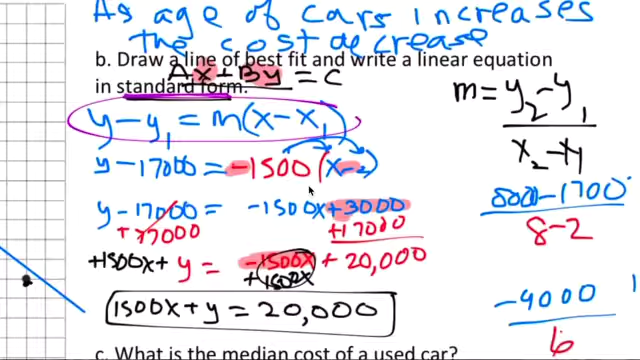 As age of cars increases
the cost decrease
b. Draw a line of best fit and write a linear equation
in standard form.
Ax + By = C
y - y₁ = m(x - x₁)
y - 17000 = -1500(x - 2)
y - 17000 = -1500x + 3000
+17000 +17000
+1500x + y = -1500x + 20,000
+1500x
1500x + y = 20,000
c. What is the median cost of a used car?
m = y₂ - y₁
x₂ - x₁
8000 - 1700
8 - 2
-9000
6